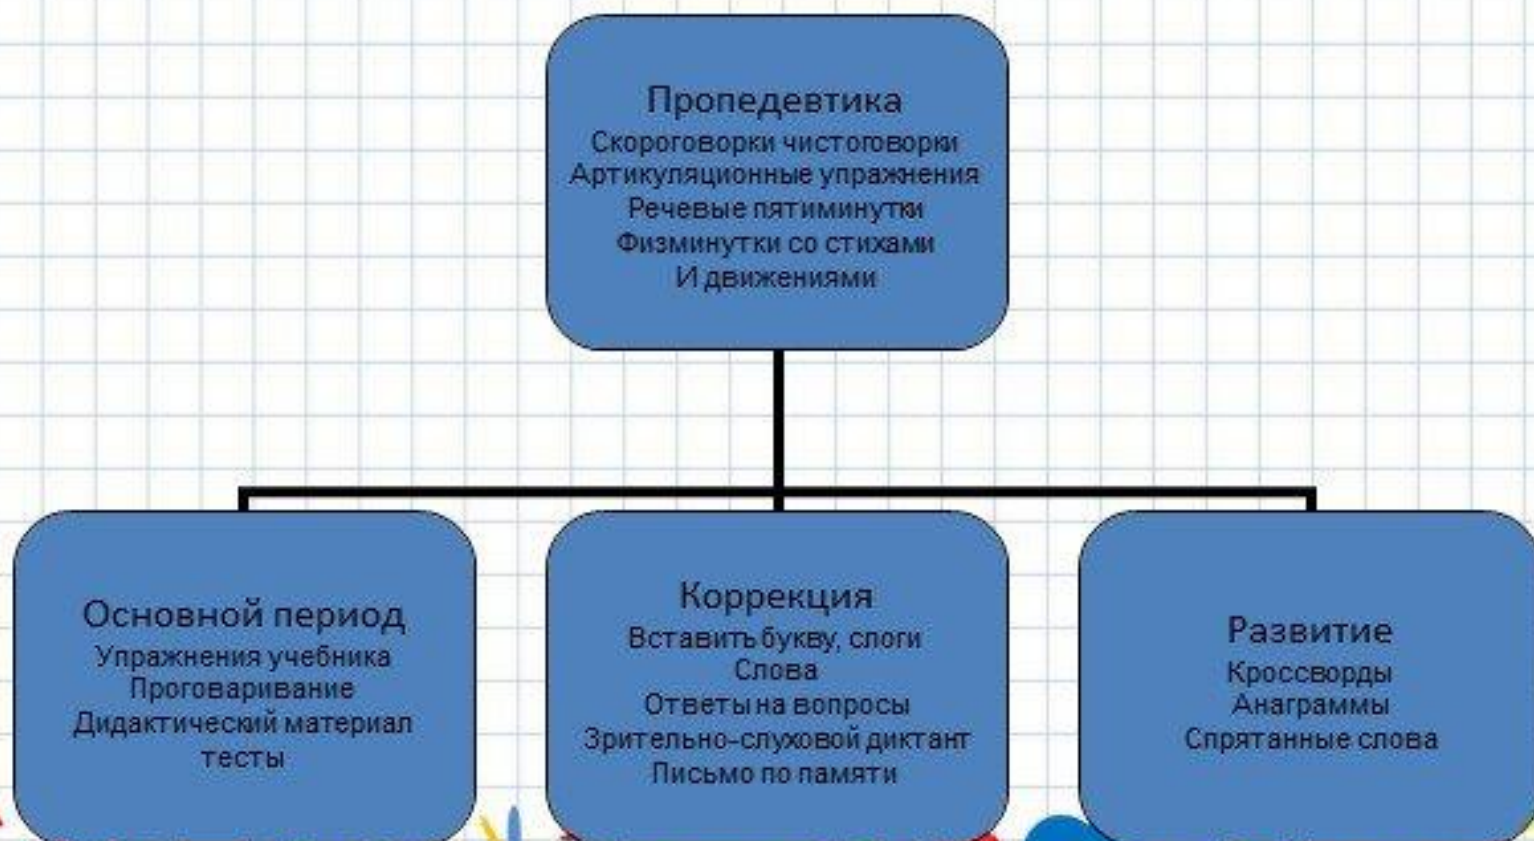 Пропедевтика
Скороговорки чистоговорки
Артикуляционные упражнения
Речевые пятиминутки
Физминутки со стихами
И движениями
Основной период
Упражнения учебника
Проговаривание
Дидактический материал
тесты
Коррекция
Вставить букву, слоги
Слова
Ответы на вопросы
Зрительно-слуховой диктант
Письмо по памяти
Развитие
Кроссворды
Анаграммы
Спрятанные слова